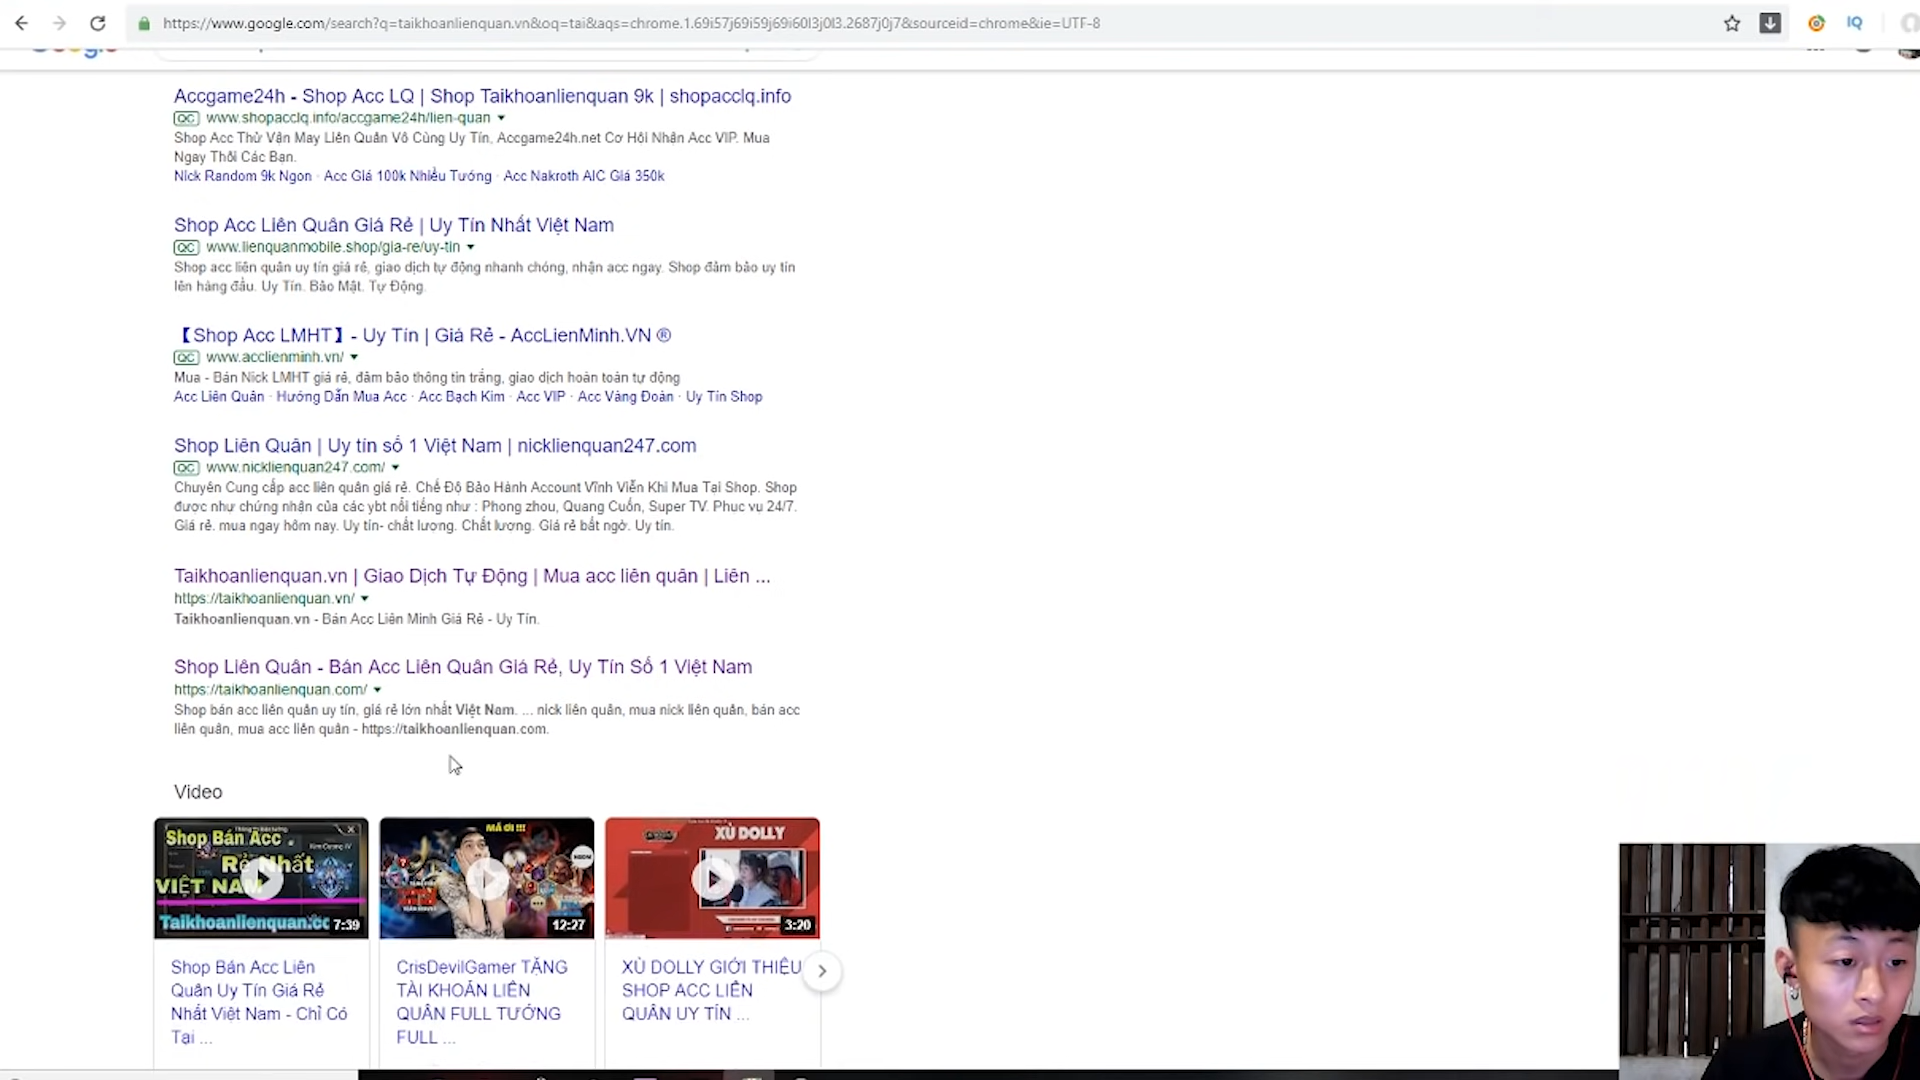 https://www.google.com/search?q=taikhoanlienquan.vn&oq=tai&aqs=chrome.1.69i57j69i59j69i60l3j0l3.2687j0j7&sourceid=chrome&ie=UTF-8
IQ
Accgame24h - Shop Acc LQ | Shop Taikhoanlienquan 9k | shopacclq.info
QC www.shopacclq.info/accgame24h/lien-quan
Shop Acc Thử Vận May Liên Quân Vô Cùng Uy Tín, Accgame24h.net Cơ Hội Nhận Acc VIP. Mua
Ngay Thôi Các Bạn.
Nick Random 9k Ngon · Acc Giá 100k Nhiều Tướng · Acc Nakroth AIC Giá 350k
Shop Acc Liên Quân Giá Rẻ | Uy Tín Nhất Việt Nam
QC www.lienquanmobile.shop/gia-re/uy-tin
Shop acc liên quân uy tín giá rẻ, giao dịch tự động nhanh chóng, nhận acc ngay. Shop đảm bảo uy tín
lên hàng đầu. Uy Tín. Bảo Mật. Tự Động.
【Shop Acc LMHT】- Uy Tín | Giá Rẻ - AccLienMinh.VN ®
QC www.acclienminh.vn/
Mua - Bán Nick LMHT giá rẻ, đảm bảo thông tin trắng, giao dịch hoàn toàn tự động
Acc Liên Quân · Hướng Dẫn Mua Acc · Acc Bạch Kim · Acc VIP · Acc Vàng Đoàn · Uy Tín Shop
Shop Liên Quân | Uy tín số 1 Việt Nam | nicklienquan247.com
QC www.nicklienquan247.com/
Chuyên Cung cấp acc liên quân giá rẻ. Chế Độ Bảo Hành Account Vĩnh Viễn Khi Mua Tại Shop. Shop
được như chứng nhận của các ybt nổi tiếng như : Phong zhou, Quang Cuốn, Super TV. Phục vụ 24/7.
Giá rẻ. mua ngay hôm nay. Uy tín- chất lượng. Chất lượng. Giá rẻ bất ngờ. Uy tín.
Taikhoanlienquan.vn | Giao Dịch Tự Động | Mua acc liên quân | Liên ...
https://taikhoanlienquan.vn/
Taikhoanlienquan.vn - Bán Acc Liên Minh Giá Rẻ - Uy Tín.
Shop Liên Quân - Bán Acc Liên Quân Giá Rẻ, Uy Tín Số 1 Việt Nam
https://taikhoanlienquan.com/
Shop bán acc liên quân uy tín, giá rẻ lớn nhất Việt Nam. ... nick liên quân, mua nick liên quân, bán acc
liên quân, mua acc liên quân - https://taikhoanlienquan.com.
Video
Shop Bán Acc
Rẻ Nhất
VIỆT NAM
Taikhoanlienquan.cc
7:39
MÁ ƠI !!!
12:27
XÙ DOLLY
3:20
Shop Bán Acc Liên
Quân Uy Tín Giá Rẻ
Nhất Việt Nam - Chỉ Có
Tại ...
CrisDevilGamer TẶNG
TÀI KHOẢN LIÊN
QUÂN FULL TƯỚNG
FULL ...
XÙ DOLLY GIỚI THIỆU
SHOP ACC LIÊN
QUÂN UY TÍN ...